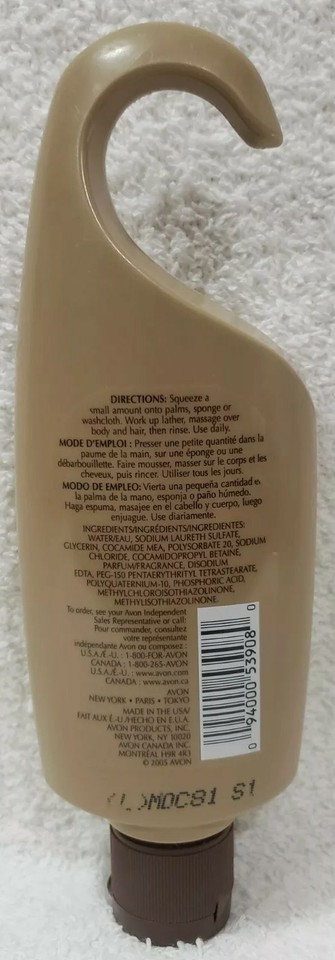 DIRECTIONS: Squeeze a
small amount onto palms, sponge or
washcloth. Work up lather, massage over
body and hair, then rinse. Use daily.
MODE D'EMPLOI : Presser une petite quantité dans la
paume de la main, sur une éponge ou une
débarbouillette. Faire mousser, masser sur le corps et les
cheveux, puis rincer. Utiliser tous les jours.
MODO DE EMPLEO: Vierta una pequeña cantidad en
la palma de la mano, esponja o paño húmedo.
Haga espuma, masajee en el cabello y cuerpo, luego
enjuague. Use diariamente.
INGREDIENTS/INGRÉDIENTS/INGREDIENTES:
WATER/EAU, SODIUM LAURETH SULFATE,
GLYCERIN, COCAMIDE MEA, POLYSORBATE 20, SODIUM
CHLORIDE, COCAMIDOPROPYL BETAINE,
PARFUM/FRAGRANCE, DISODIUM
EDTA, PEG-150 PENTAERYTHRITYL TETRASTEARATE,
POLYQUATERNIUM-10, PHOSPHORIC ACID,
METHYLCHLOROISOTHIAZOLINONE,
METHYLISOTHIAZOLINONE.
To order, see your Avon Independent
Sales Representative or call:
Pour commander, consultez
votre représentante
indépendante Avon ou composez :
U.S.A./É.-U. : 1-800-FOR-AVON
CANADA : 1-800-265-AVON
U.S.A./É.-U. : www.avon.com
CANADA : www.avon.ca
AVON
NEW YORK • PARIS • TOKYO
MADE IN THE USA/
FAIT AUX É.-U./HECHO EN E.U.A.
AVON PRODUCTS, INC.
NEW YORK, NY 10020
AVON CANADA INC.
MONTRÉAL H9R 4R3
© 2005 AVON
0 94000 53908 0
(L)MOC81 S1